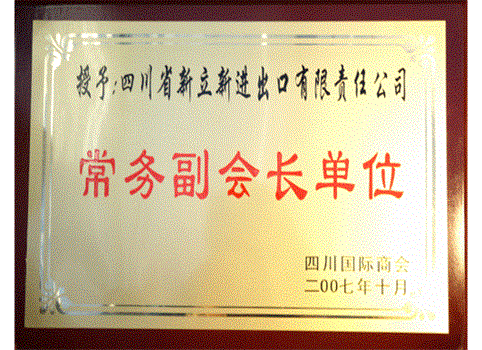 授予:四川省新立新进出口有限责任公司
常务副会长单位
四川国际商会
二00七年十月